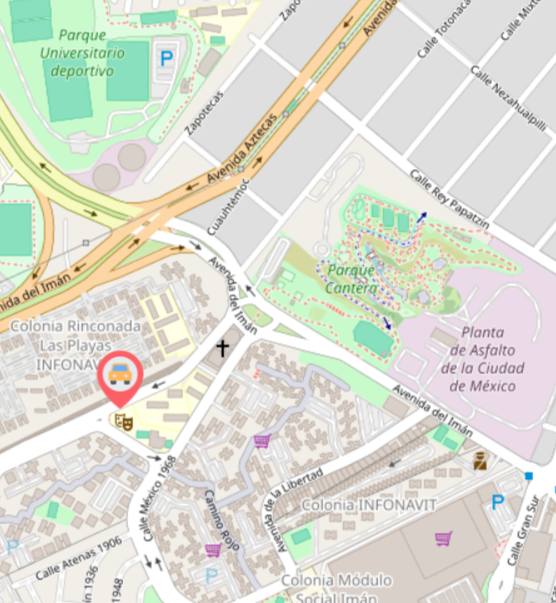 Parque
Universitario
deportivo
P
Zapo
Avenida
Calle Totonaca
Calle Mixt
Calle Nezahualpilli
Zapotecas
Avenida Aztecas
Calle Rey Papatzin
Cuauhtémoc
Avenida del Imán
Parque
Cantera
nida del Imán
Colonia Rinconada
Las Playas
INFONAV
Planta
de Asfalto
de la Ciudad
de México
Avenida del Imán
Calle México 1968
Camino Rojo
Avenida de la Libertad
Colonia INFONAVIT
P
Calle Gran Sur
P
Calle Atenas 1906
P
in 1936
1948
Colonia Módulo
Social Imán